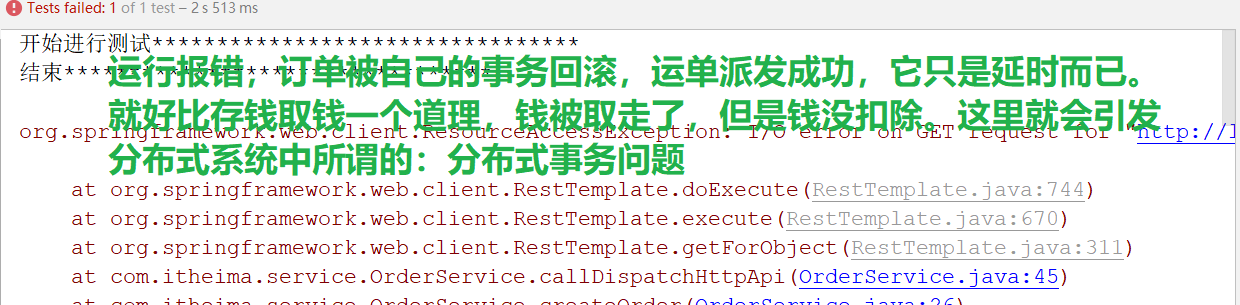 Tests failed: 1 of 1 test – 2 s 513 ms
开始进行测试*********************************
结束*********************************
运行报错，订单被自己的事务回滚，运单派发成功，它只是延时而已。
就好比存钱取钱一个道理，钱被取走了，但是钱没扣除。这里就会引发
org.springframework.web.client.ResourceAccessException: I/O error on GET request for "http://l
分布式系统中所谓的：分布式事务问题
at org.springframework.web.client.RestTemplate.doExecute(RestTemplate.java:744)
at org.springframework.web.client.RestTemplate.execute(RestTemplate.java:670)
at org.springframework.web.client.RestTemplate.getForObject(RestTemplate.java:311)
at com.itheima.service.OrderService.callDispatchHttpApi(OrderService.java:45)
at com.itheima.service.OrderService.createOrder(OrderService.java:26)